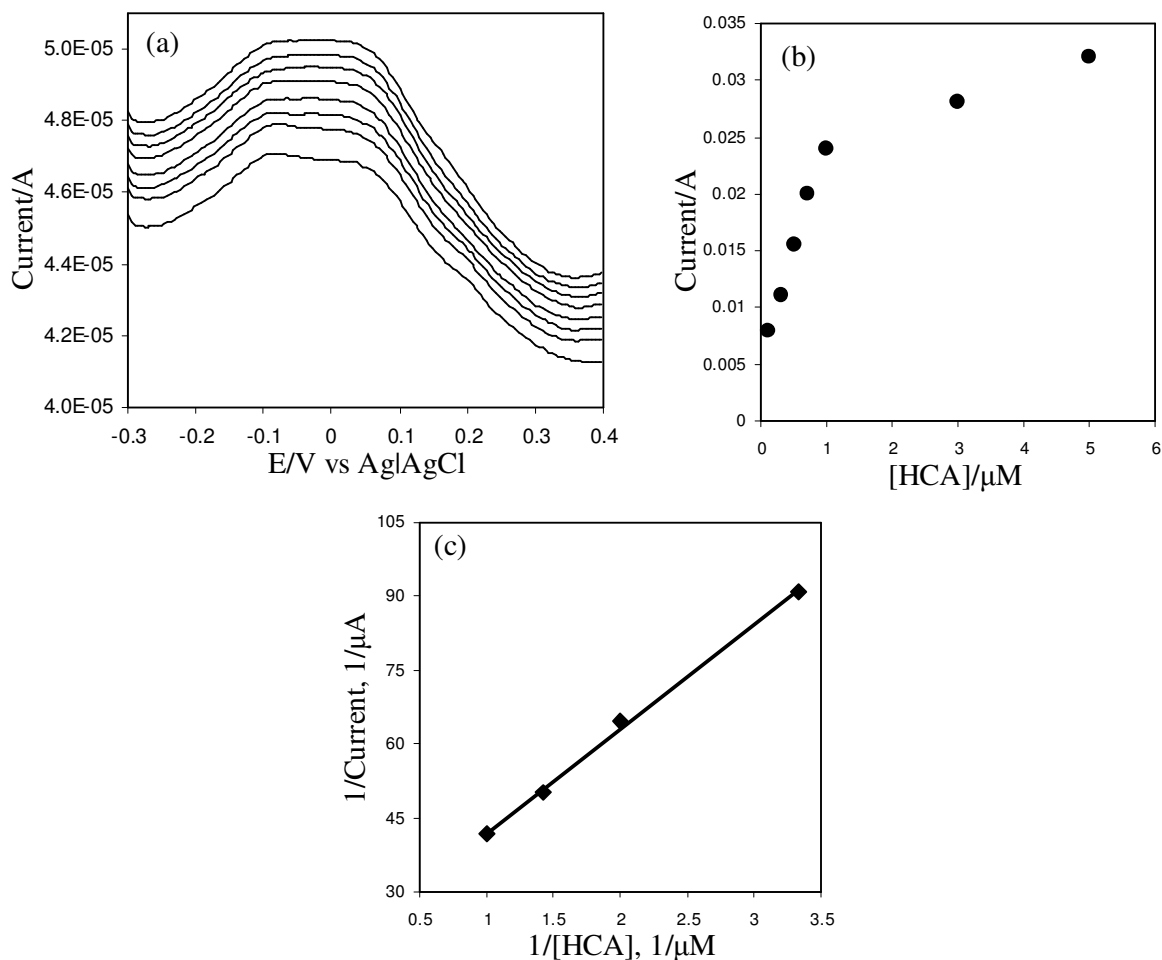 (a)
Current/A
5.0E-05
4.8E-05
4.6E-05
4.4E-05
4.2E-05
4.0E-05
-0.3 -0.2 -0.1 0 0.1 0.2 0.3 0.4
E/V vs Ag|AgCl
(b)
Current/A
0.035
0.03
0.025
0.02
0.015
0.01
0.005
0
0 1 2 3 4 5 6
[HCA]/μM
(c)
1/Current, 1/μA
105
90
75
60
45
30
0.5 1 1.5 2 2.5 3 3.5
1/[HCA], 1/μM